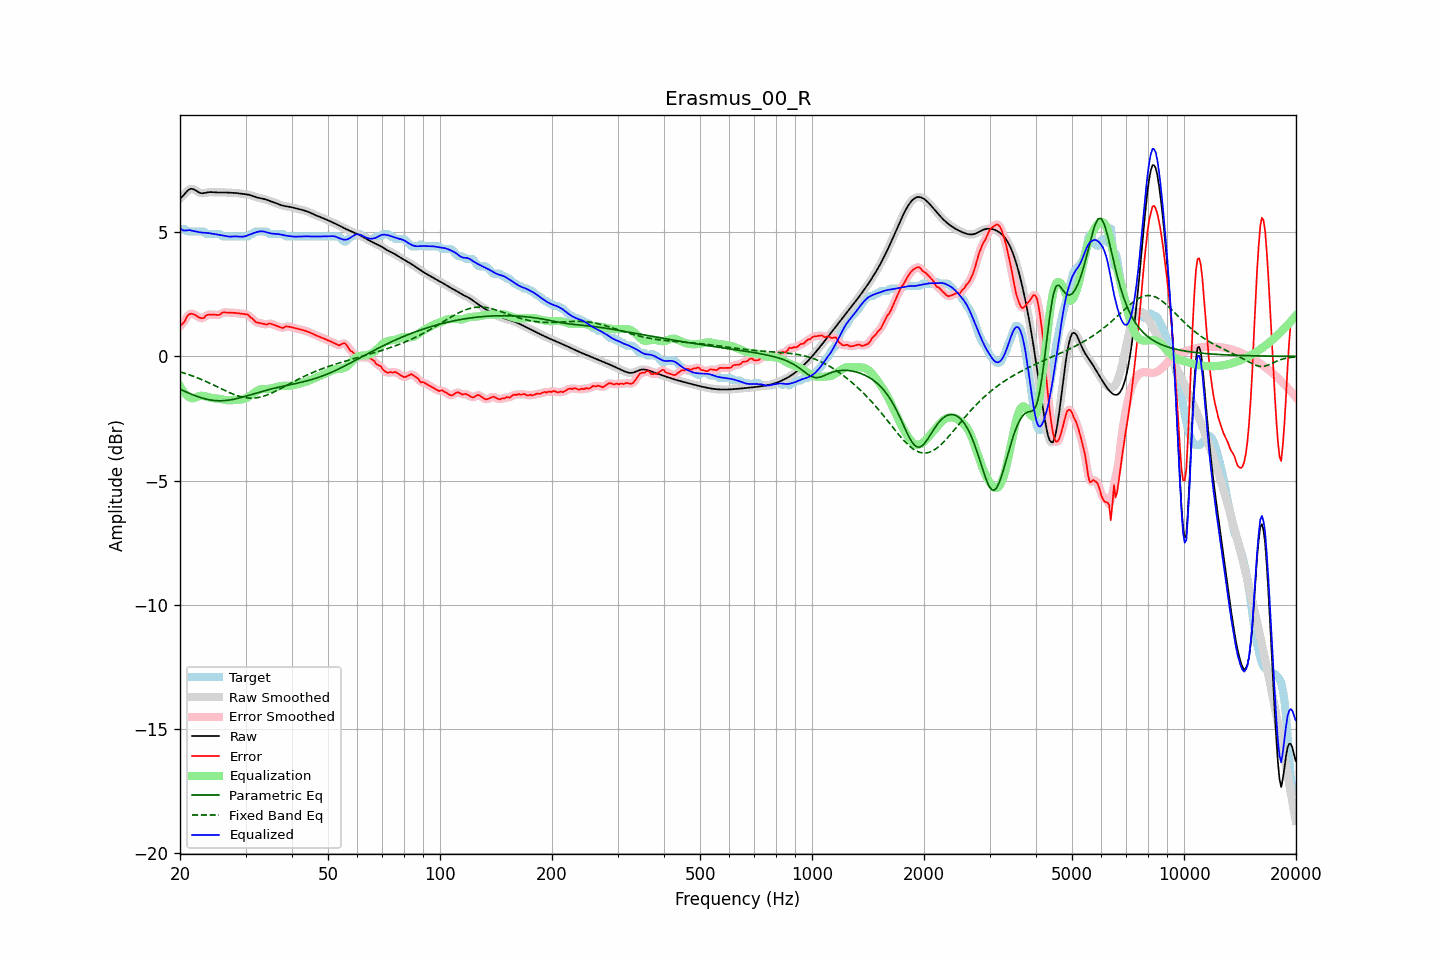 Erasmus_00_R
Amplitude (dBr)
5
0
−5
−10
−15
−20
Target
Raw Smoothed
Error Smoothed
Raw
Error
Equalization
Parametric Eq
Fixed Band Eq
Equalized
20 50 100 200 500 1000 2000 5000 10000 20000
Frequency (Hz)